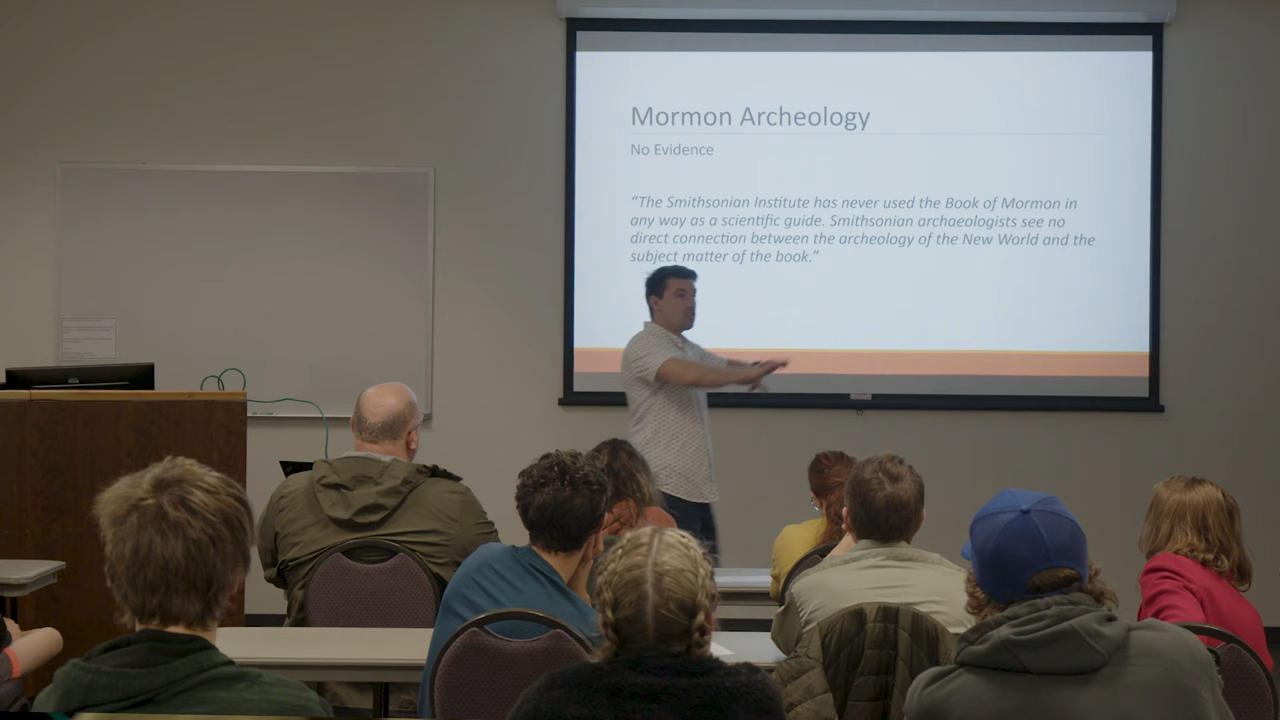 Mormon Archeology
No Evidence
“The Smithsonian Institute has never used the Book of Mormon in
any way as a scientific guide. Smithsonian archaeologists see no
direct connection between the archeology of the New World and the
subject matter of the book.”